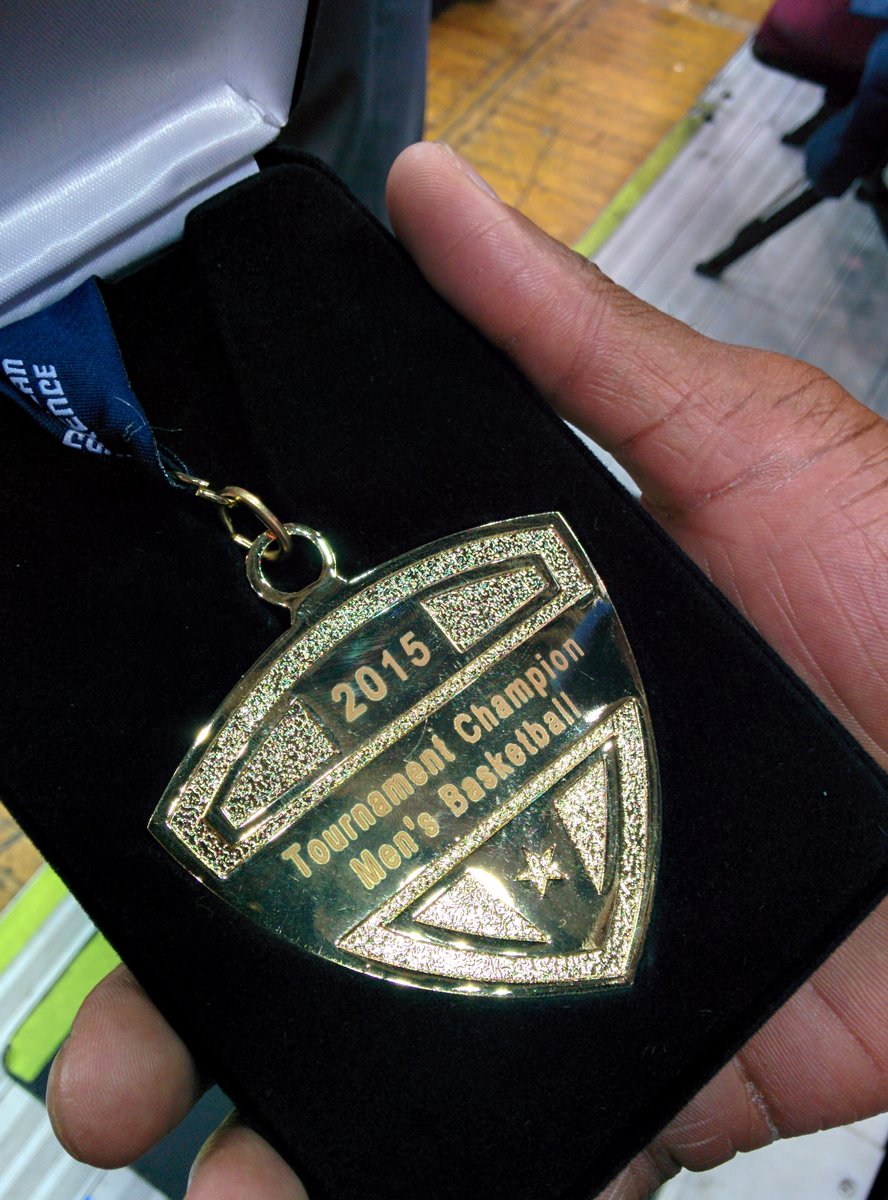 2015
Tournament Champion
Men's Basketball